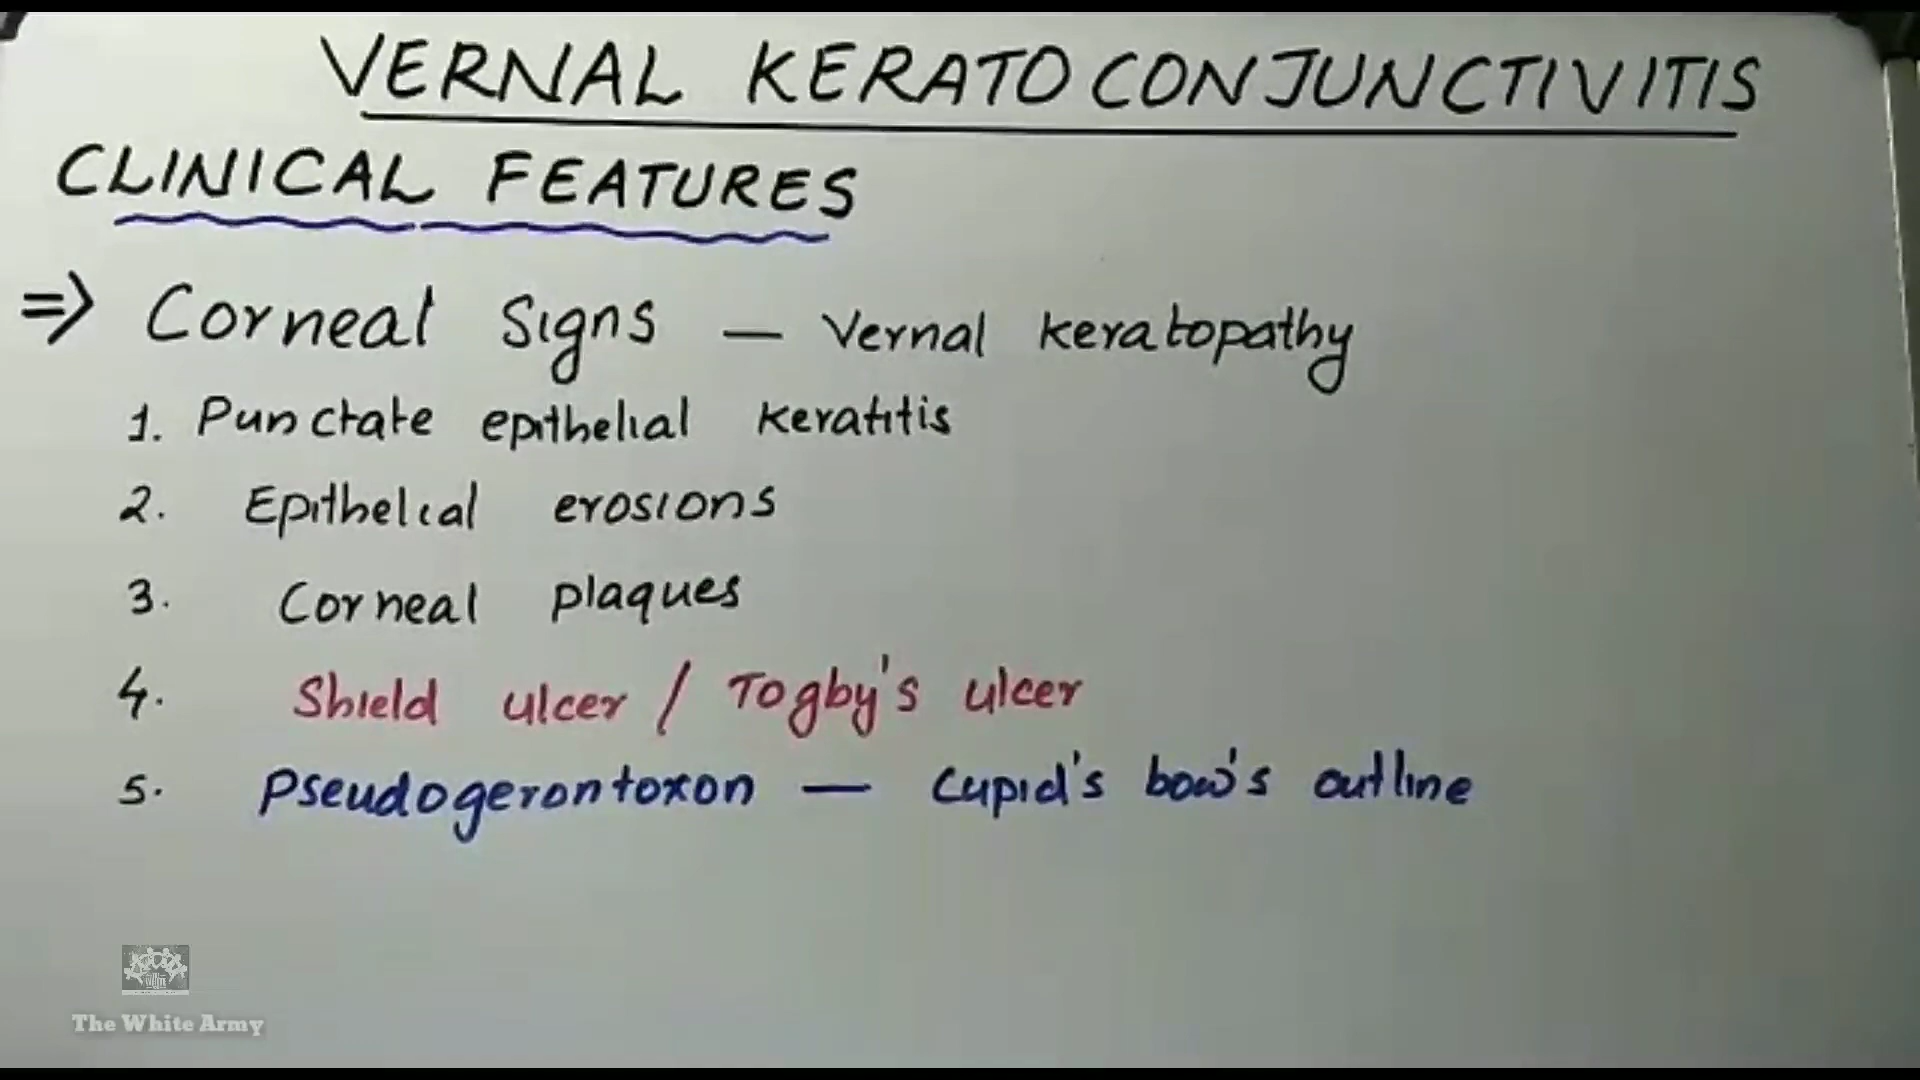 VERNAL KERATOCONJUNCTIVITIS
CLINICAL FEATURES
⇒ Corneal Signs — Vernal keratopathy
1. Punctate epithelial keratitis
2. Epithelial erosions
3. Corneal plaques
4. Shield ulcer / Togby's ulcer
5. Pseudogerontoxon — Cupid's bow's outline
The White Army